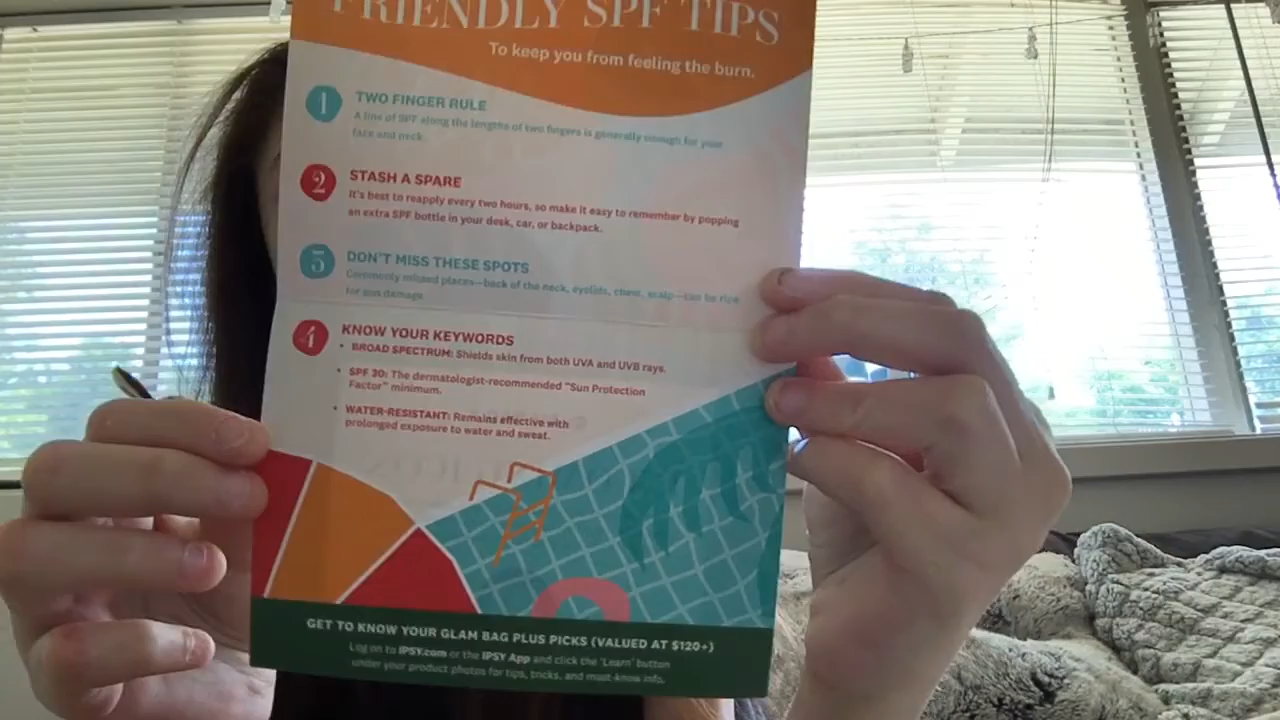 FRIENDLY SPF TIPS
To keep you from feeling the burn.
1 TWO FINGER RULE
A line of SPF along the lengths of two fingers is generally enough for your
face and neck.
2 STASH A SPARE
It's best to reapply every two hours, so make it easy to remember by popping
an extra SPF bottle in your desk, car, or backpack.
3 DON'T MISS THESE SPOTS
Commonly missed places—back of the neck, eyelids, chest, scalp—can be ripe
for sun damage.
4 KNOW YOUR KEYWORDS
• BROAD SPECTRUM: Shields skin from both UVA and UVB rays.
• SPF 30: The dermatologist-recommended "Sun Protection
Factor" minimum.
• WATER-RESISTANT: Remains effective with
prolonged exposure to water and sweat.
GET TO KNOW YOUR GLAM BAG PLUS PICKS (VALUED AT $120+)
Log on to IPSY.com or the IPSY App and click the 'Learn' button
under your product photos for tips, tricks, and must-know info.